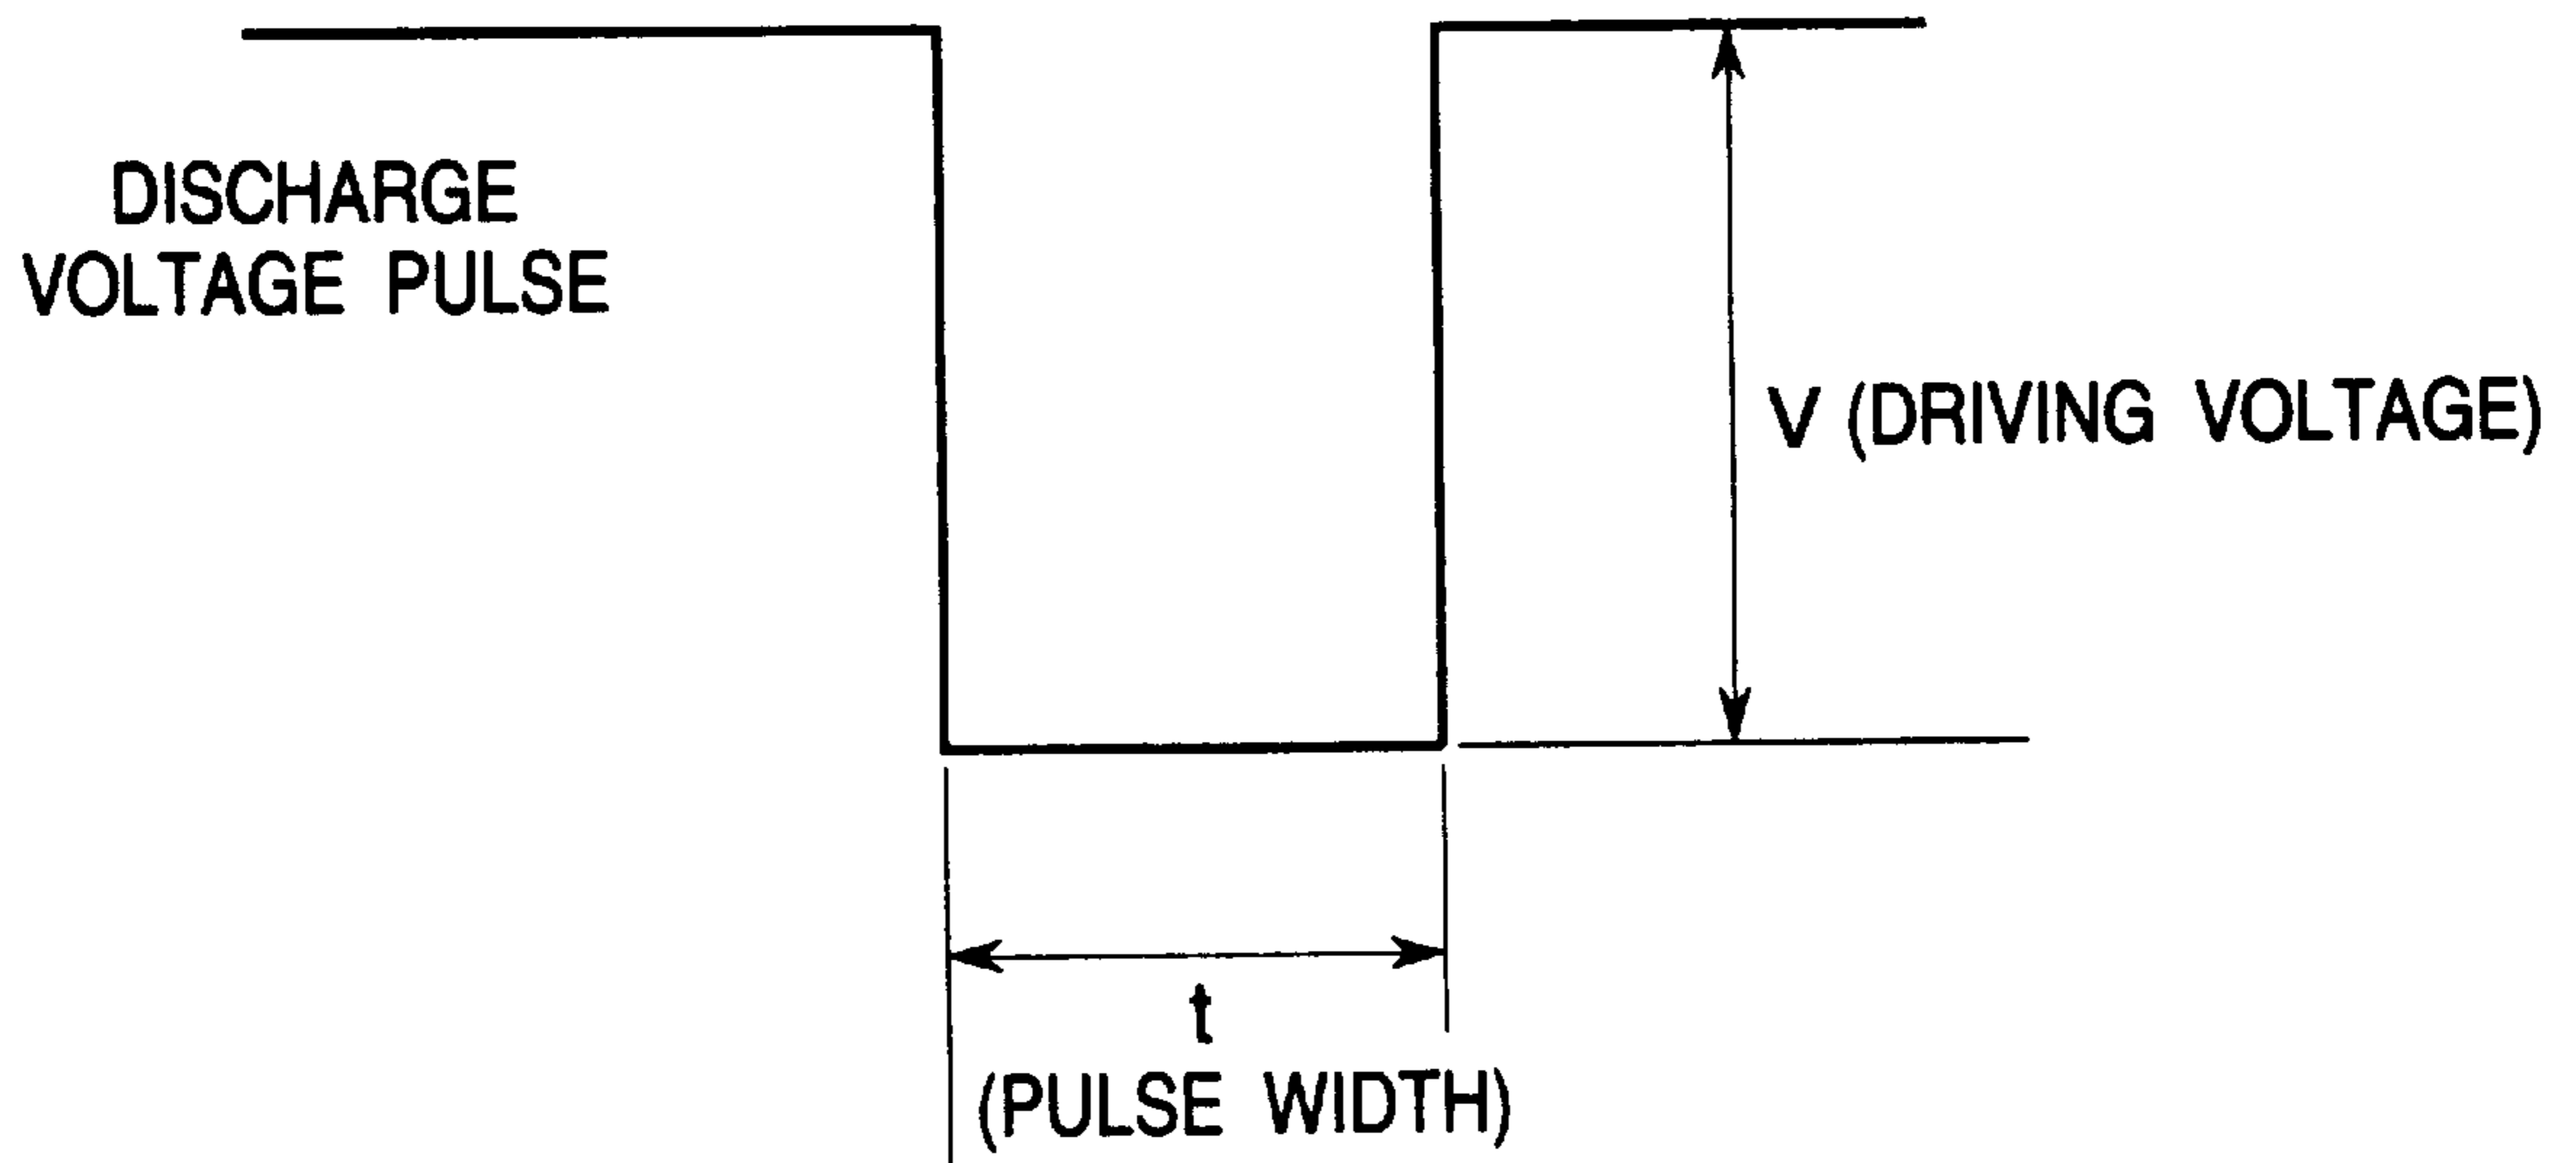 DISCHARGE
VOLTAGE PULSE
V (DRIVING VOLTAGE)
t
(PULSE WIDTH)